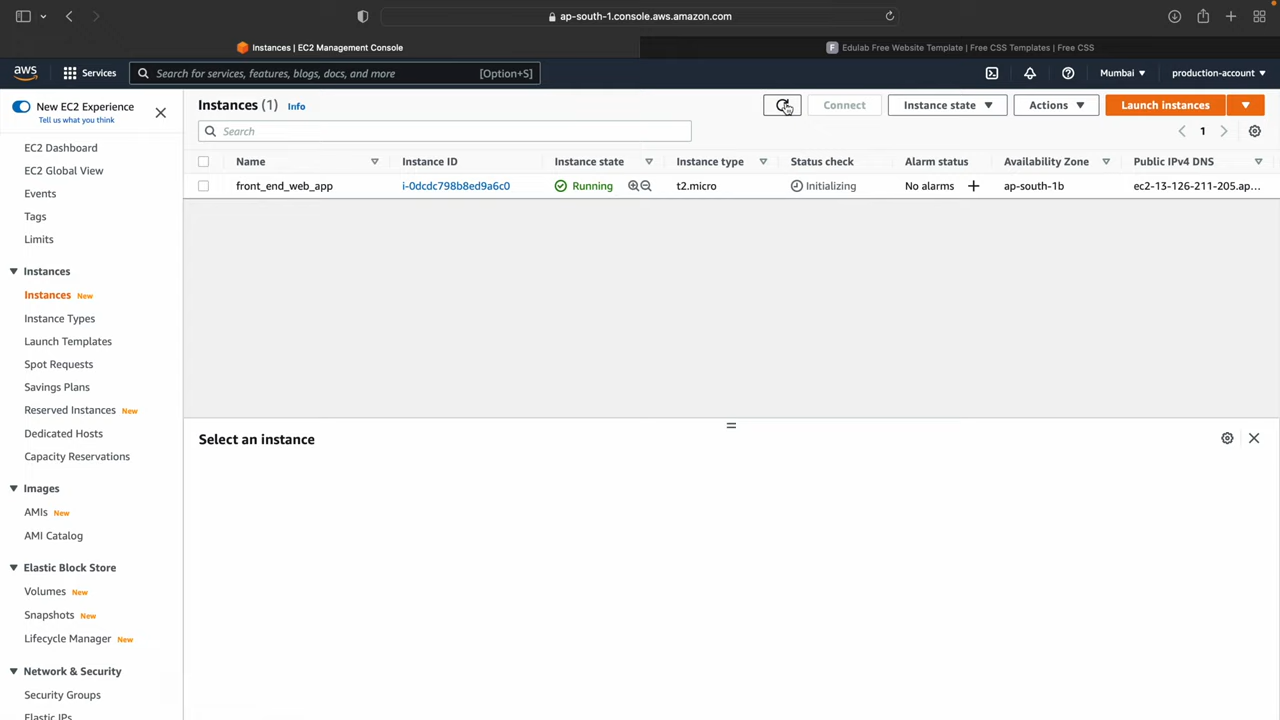 ap-south-1.console.aws.amazon.com
Instances | EC2 Management Console
Edulab Free Website Template | Free CSS Templates | Free CSS
aws
Services
Search for services, features, blogs, docs, and more
[Option+S]
Mumbai
production-account
New EC2 Experience
Tell us what you think
EC2 Dashboard
EC2 Global View
Events
Tags
Limits
Instances
Instances New
Instance Types
Launch Templates
Spot Requests
Savings Plans
Reserved Instances New
Dedicated Hosts
Capacity Reservations
Images
AMIs New
AMI Catalog
Elastic Block Store
Volumes New
Snapshots New
Lifecycle Manager New
Network & Security
Security Groups
Elastic IPs
Instances (1) Info
Connect
Instance state
Actions
Launch instances
Search
1
Name Instance ID Instance state Instance type Status check Alarm status Availability Zone Public IPv4 DNS
front_end_web_app i-0dcdc798b8ed9a6c0 Running t2.micro Initializing No alarms + ap-south-1b ec2-13-126-211-205.ap...
Select an instance